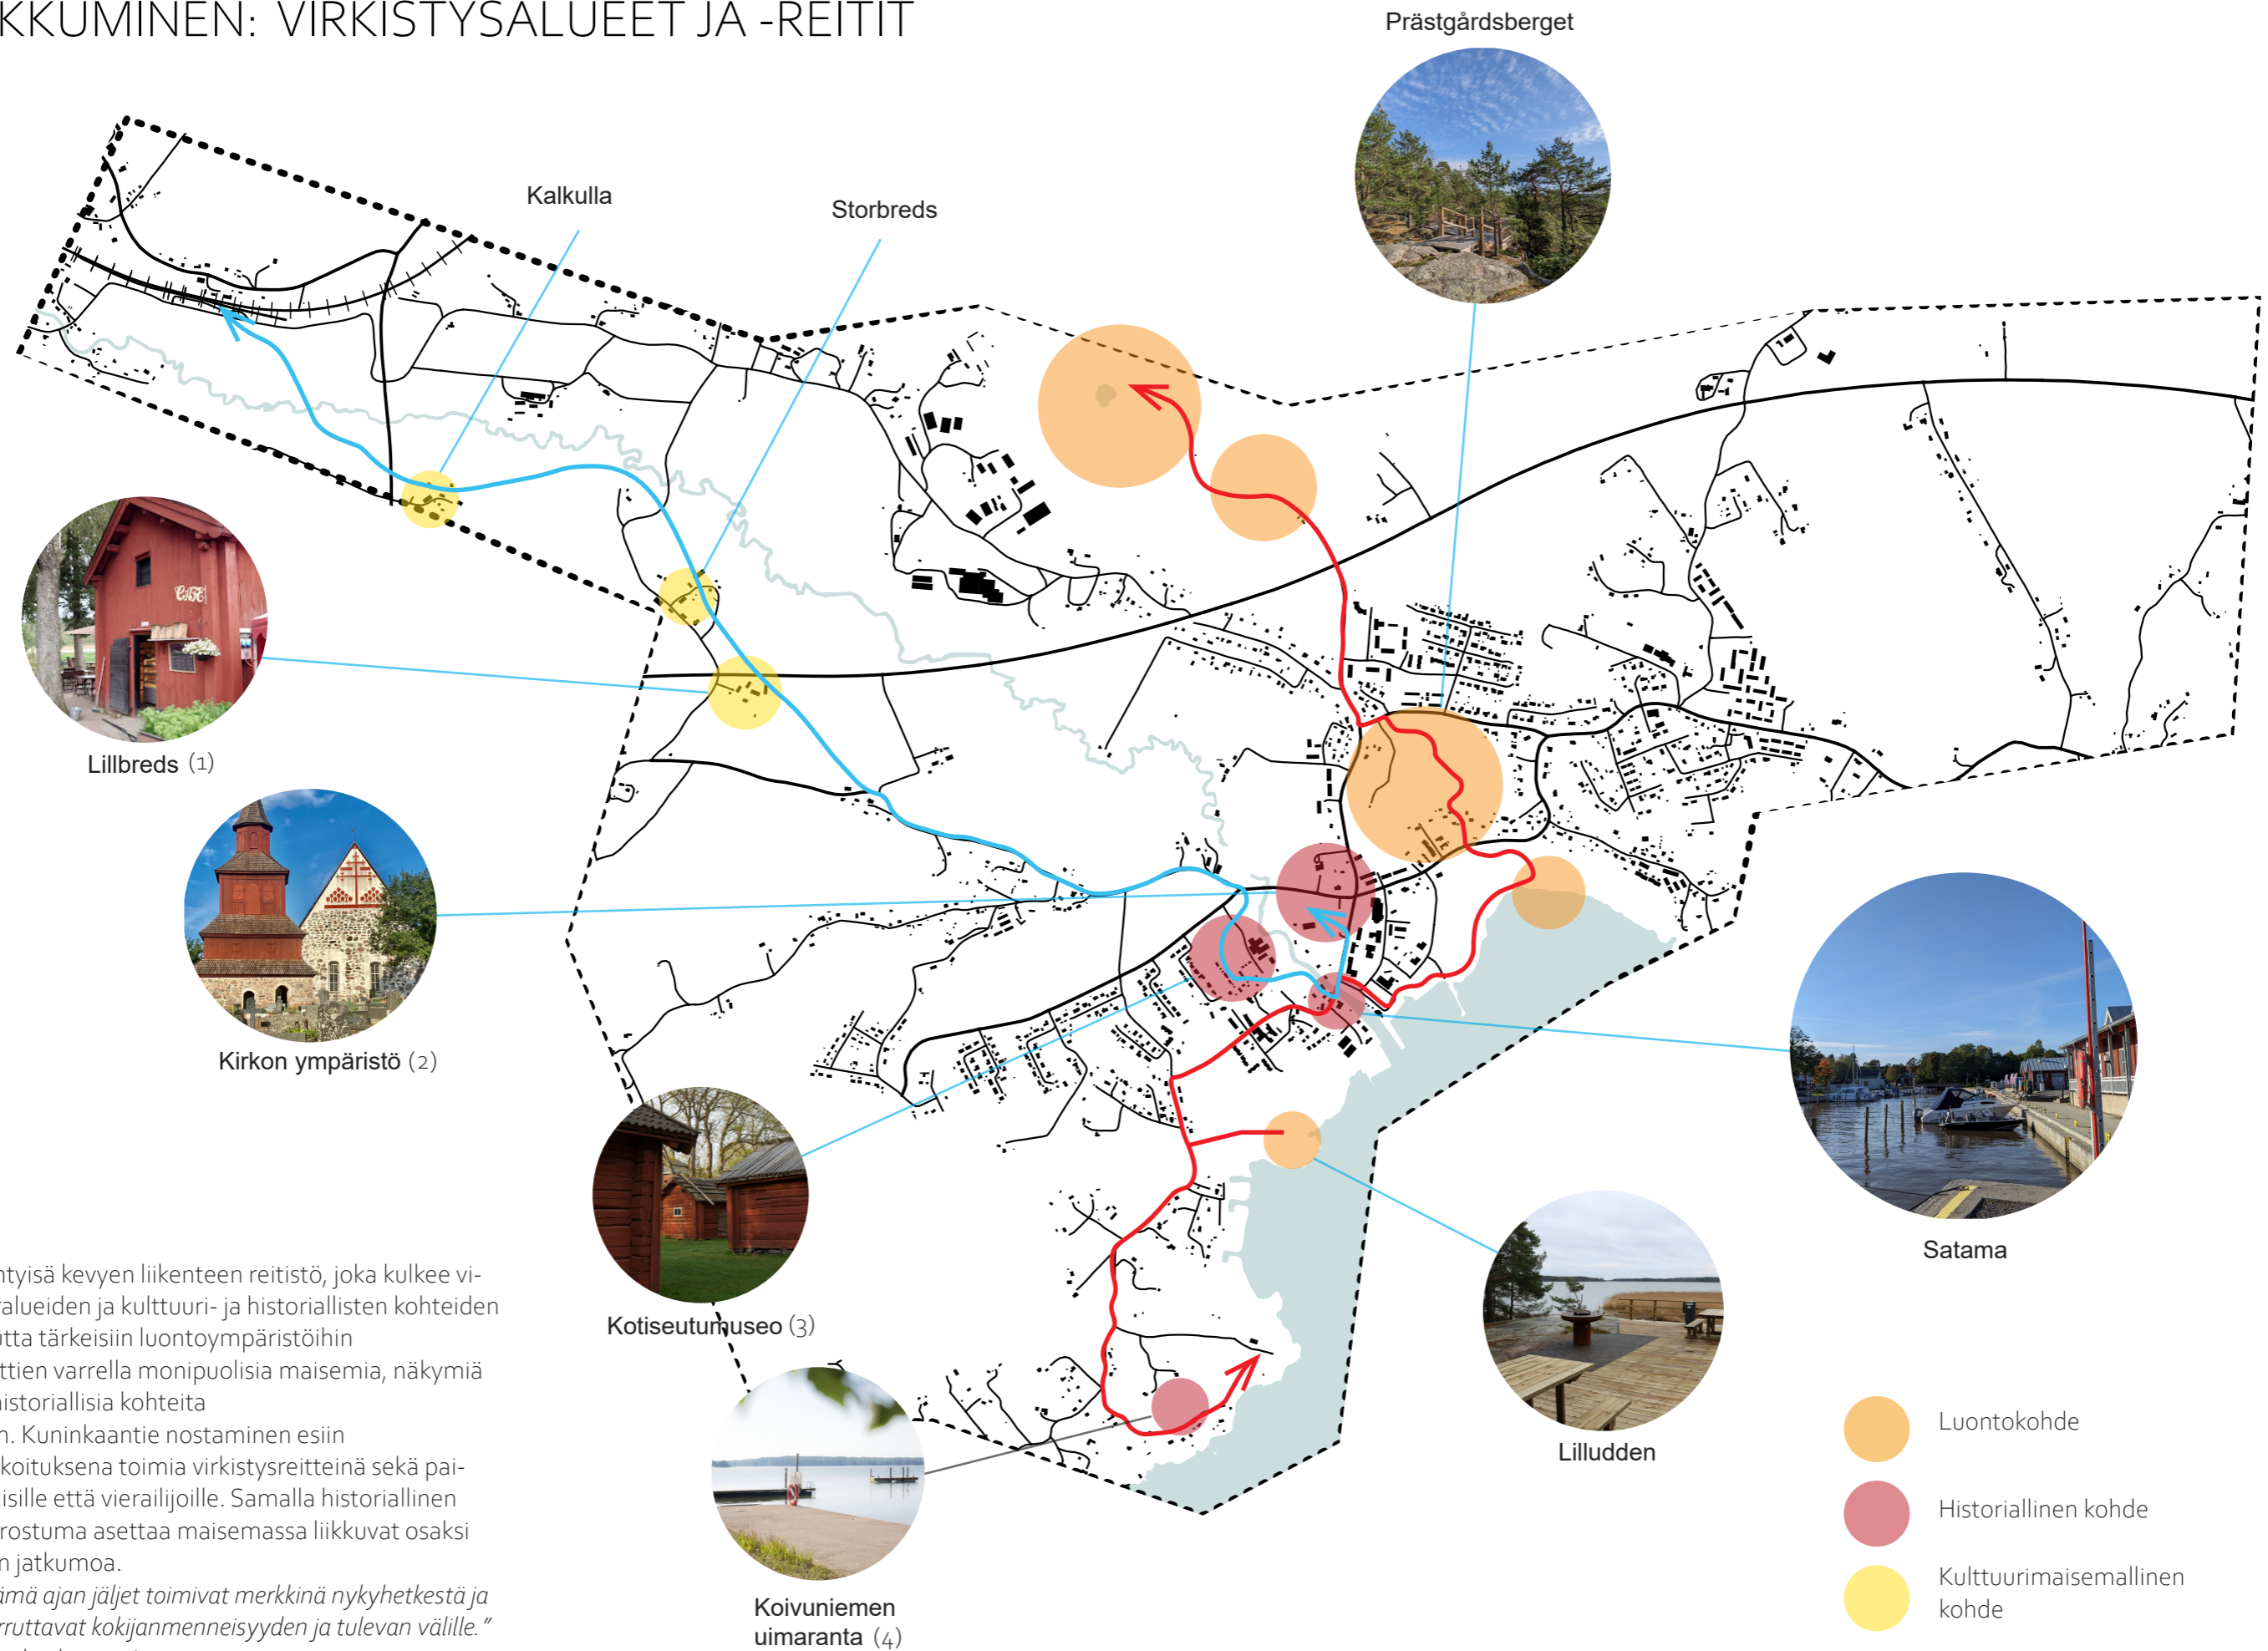 KKUMINEN: VIRKISTYSALUEET JA -REITIT
Prästgårdsberget
Kalkulla
Storbreds
CAFE
Lillbreds (1)
Kirkon ympäristö (2)
Kotiseutumuseo (3)
Koivuniemen
uimaranta (4)
Satama
Lilludden
ntyisä kevyen liikenteen reitistö, joka kulkee vi-
alueiden ja kulttuuri- ja historiallisten kohteiden
utta tärkeisiin luontoympäristöihin
ttien varrella monipuolisia maisemia, näkymiä
istoriallisia kohteita
n. Kuninkaantie nostaminen esiin
koituksena toimia virkistysreitteinä sekä pai-
isille että vierailijoille. Samalla historiallinen
rostuma asettaa maisemassa liikkuvat osaksi
n jatkumoa.
ämä ajan jäljet toimivat merkkinä nykyhetkestä ja
rruttavat kokijanmenneisyyden ja tulevan välille.”
Luontokohde
Historiallinen kohde
Kulttuurimaisemallinen
kohde